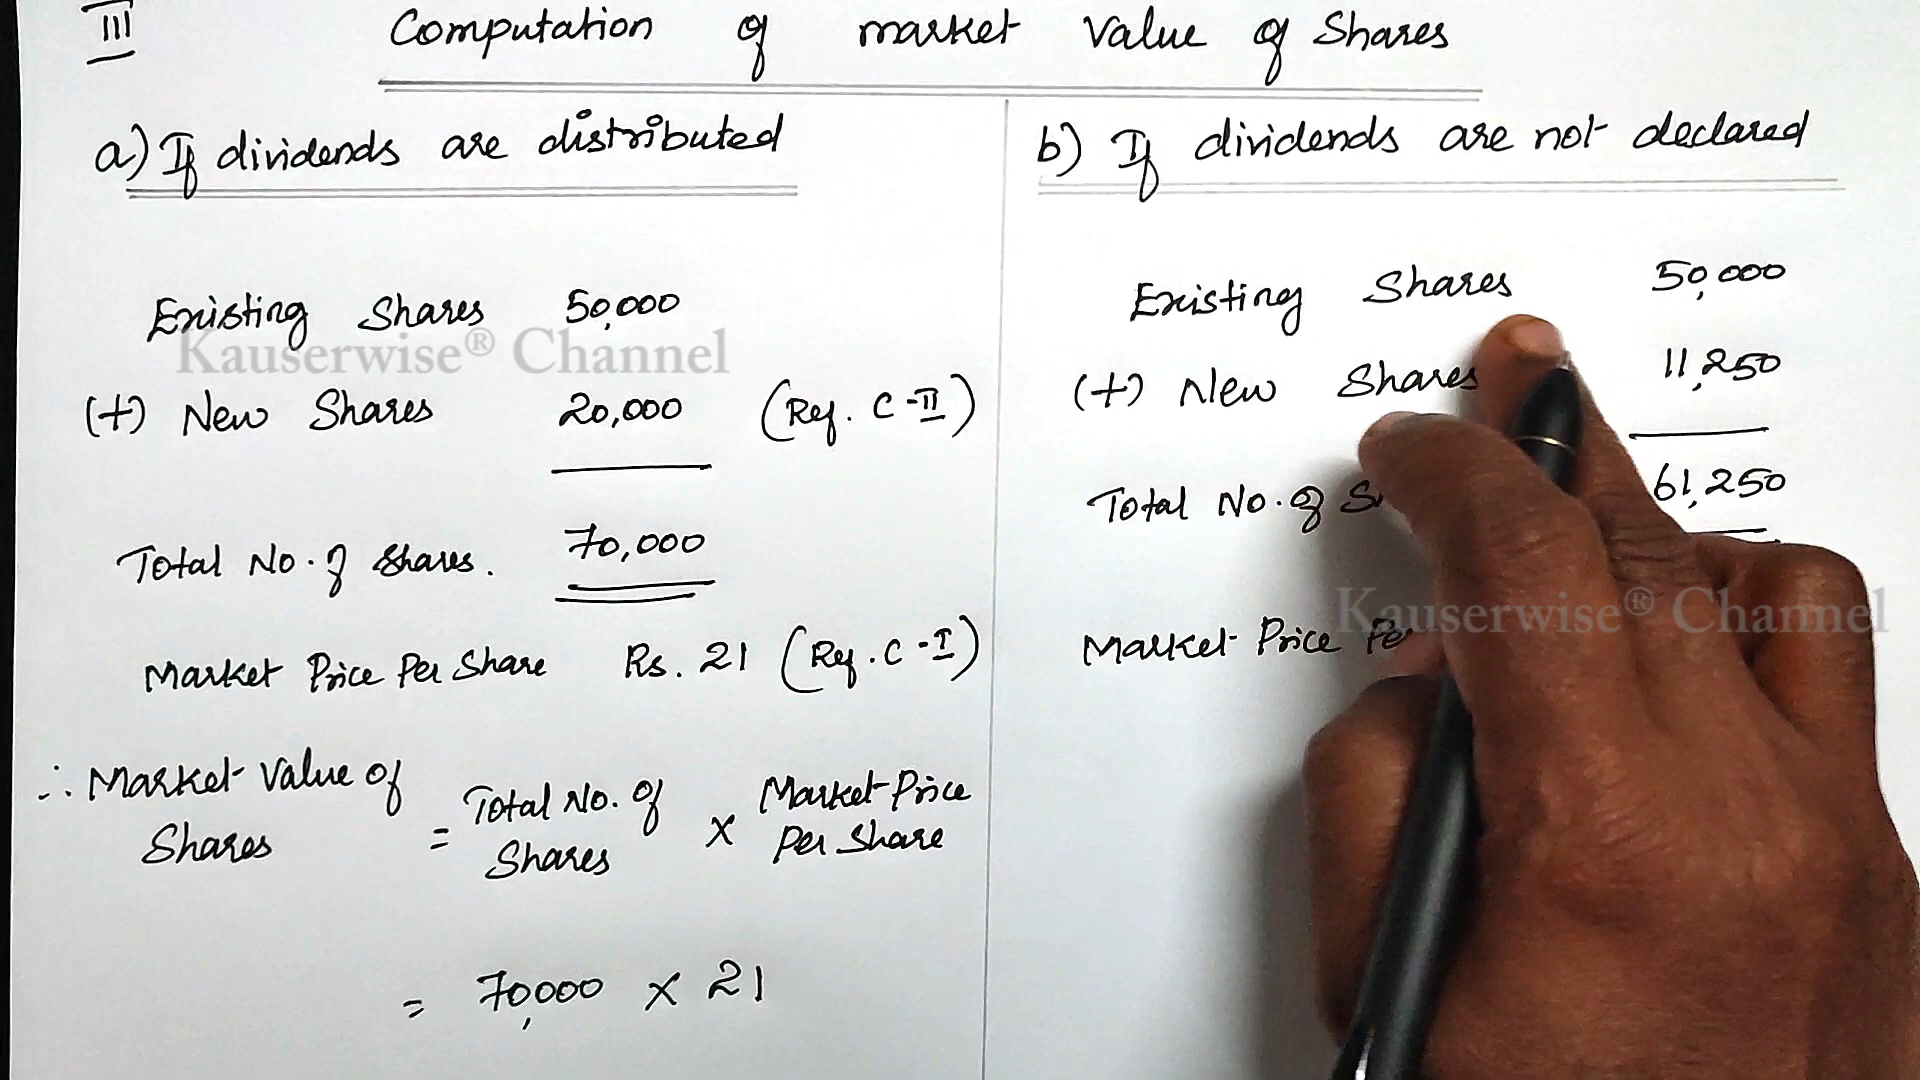 III
Computation of market value of Shares
a) If dividends are distributed
Existing Shares 50,000
Kauserwise® Channel
(+) New Shares 20,000 (Ref. C-II)
Total No. of Shares. 70,000
Market Price Per Share Rs. 21 (Ref. C-I)
∴ Market Value of Shares = Total No. of Shares × Market Price Per Share
= 70,000 × 21
b) If dividends are not declared
Existing Shares 50,000
(+) New Shares 11,250
Total No. of 61,250
Kauserwise® Channel
Market Price